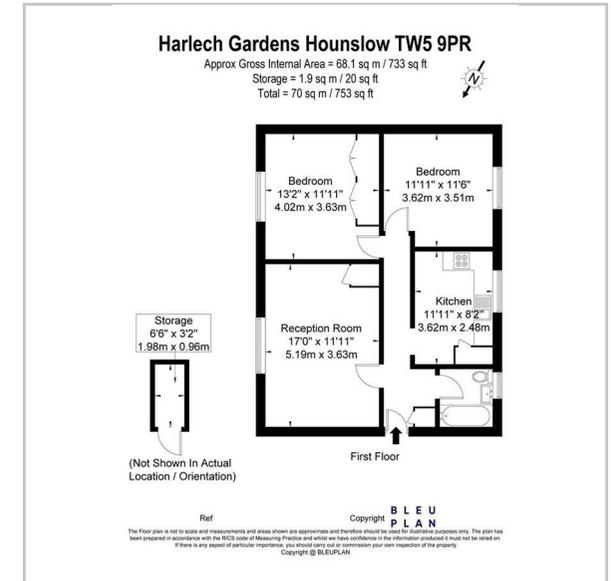 Harlech Gardens Hounslow TW5 9PR
Approx Gross Internal Area = 68.1 sq m / 733 sq ft
Storage = 1.9 sq m / 20 sq ft
Total = 70 sq m / 753 sq ft
N
Bedroom
13'2" x 11'11"
4.02m x 3.63m
Bedroom
11'11" x 11'6"
3.62m x 3.51m
Kitchen
11'11" x 8'2"
3.62m x 2.48m
Reception Room
17'0" x 11'11"
5.19m x 3.63m
Storage
6'6" x 3'2"
1.98m x 0.96m
(Not Shown In Actual
Location / Orientation)
First Floor
Ref
Copyright
BLEU
PLAN
The Floor plan is not to scale and measurements and areas shown are approximate and therefore should be used for illustrative purposes only. The plan has
been prepared in accordance with the RICS code of Measuring Practice and whilst we have confidence in the information produced it must not be relied on.
If there is any aspect of particular importance, you should carry out or commission your own inspection of the property.
Copyright @ BLEUPLAN